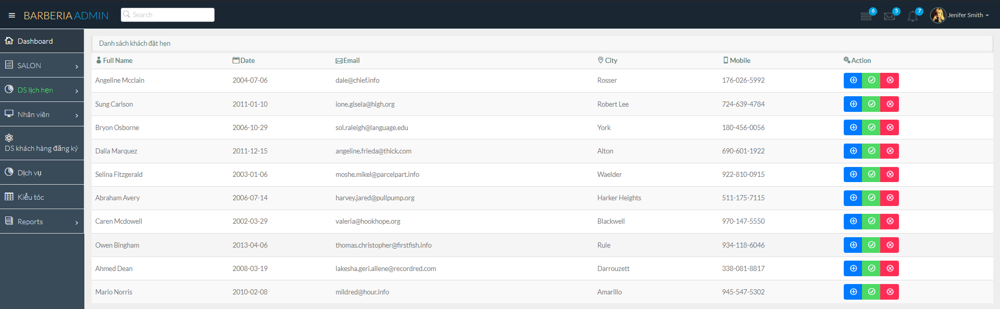 BARBERIA ADMIN
Search
6
5
7
Jenifer Smith
Dashboard
SALON
DS lịch hẹn
Nhân viên
DS khách hàng đăng ký
Dịch vụ
Kiểu tóc
Reports
Danh sách khách đặt hẹn
Full Name Date Email City Mobile Action
Angeline Mcclain 2004-07-06 dale@chief.info Rosser 176-026-5992
Sung Carlson 2011-01-10 ione.gisela@high.org Robert Lee 724-639-4784
Bryon Osborne 2006-10-29 sol.raleigh@language.edu York 180-456-0056
Dalia Marquez 2011-12-15 angeline.frieda@thick.com Alton 690-601-1922
Selina Fitzgerald 2003-01-06 moshe.mikel@parcelpart.info Waelder 922-810-0915
Abraham Avery 2006-07-14 harvey.jared@pullpump.org Harker Heights 511-175-7115
Caren Mcdowell 2002-03-29 valeria@hookhope.org Blackwell 970-147-5550
Owen Bingham 2013-04-06 thomas.christopher@firstfish.info Rule 934-118-6046
Ahmed Dean 2008-03-19 lakesha.geri.allene@recordred.com Darrouzett 338-081-8817
Mario Norris 2010-02-08 mildred@hour.info Amarillo 945-547-5302